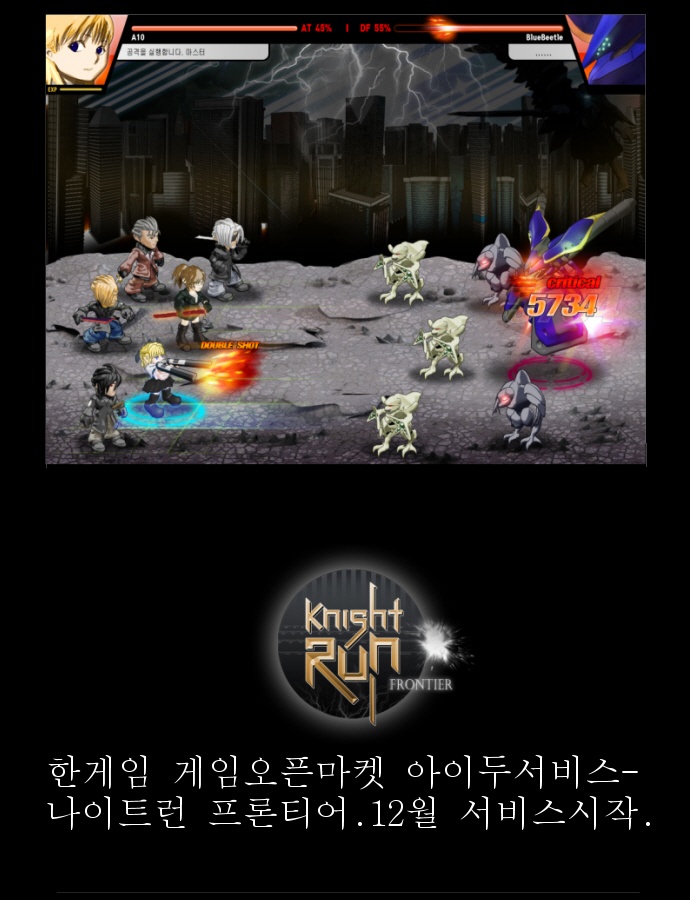 AT 45% | DF 55%
A10
BlueBeetle
공격을 실행합니다, 마스터
......
EXP
critical
5734
DOUBLE-SHOT
Knight
Run
FRONTIER
한게임 게임오픈마켓 아이두서비스-
나이트런 프론티어.12월 서비스시작.